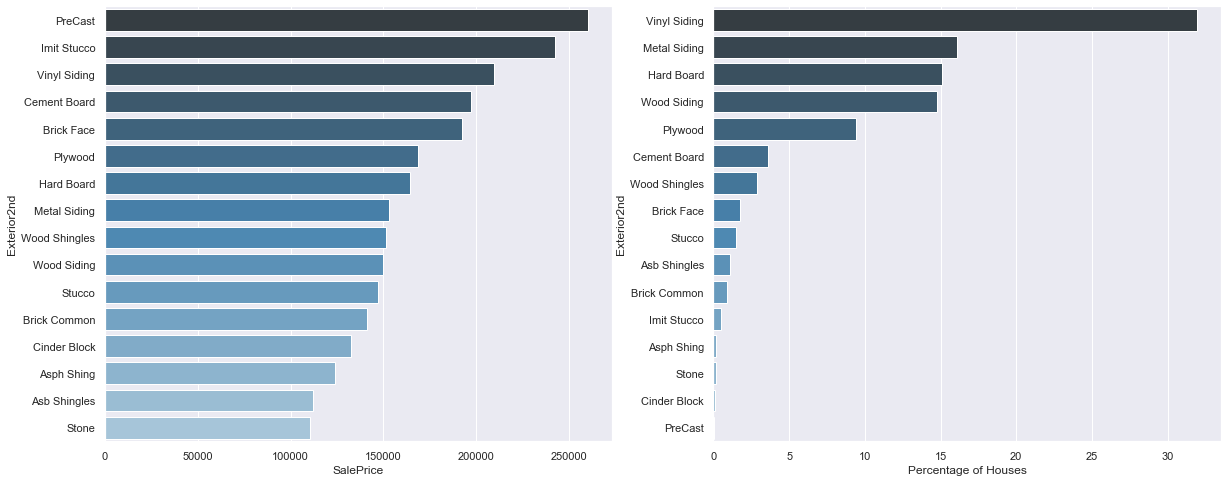 PreCast
Imit Stucco
Vinyl Siding
Cement Board
Brick Face
Plywood
Hard Board
Metal Siding
Wood Shingles
Wood Siding
Stucco
Brick Common
Cinder Block
Asph Shing
Asb Shingles
Stone
Exterior2nd
0 50000 100000 150000 200000 250000
SalePrice
Vinyl Siding
Metal Siding
Hard Board
Wood Siding
Plywood
Cement Board
Wood Shingles
Brick Face
Stucco
Asb Shingles
Brick Common
Imit Stucco
Asph Shing
Stone
Cinder Block
PreCast
Exterior2nd
0 5 10 15 20 25 30
Percentage of Houses